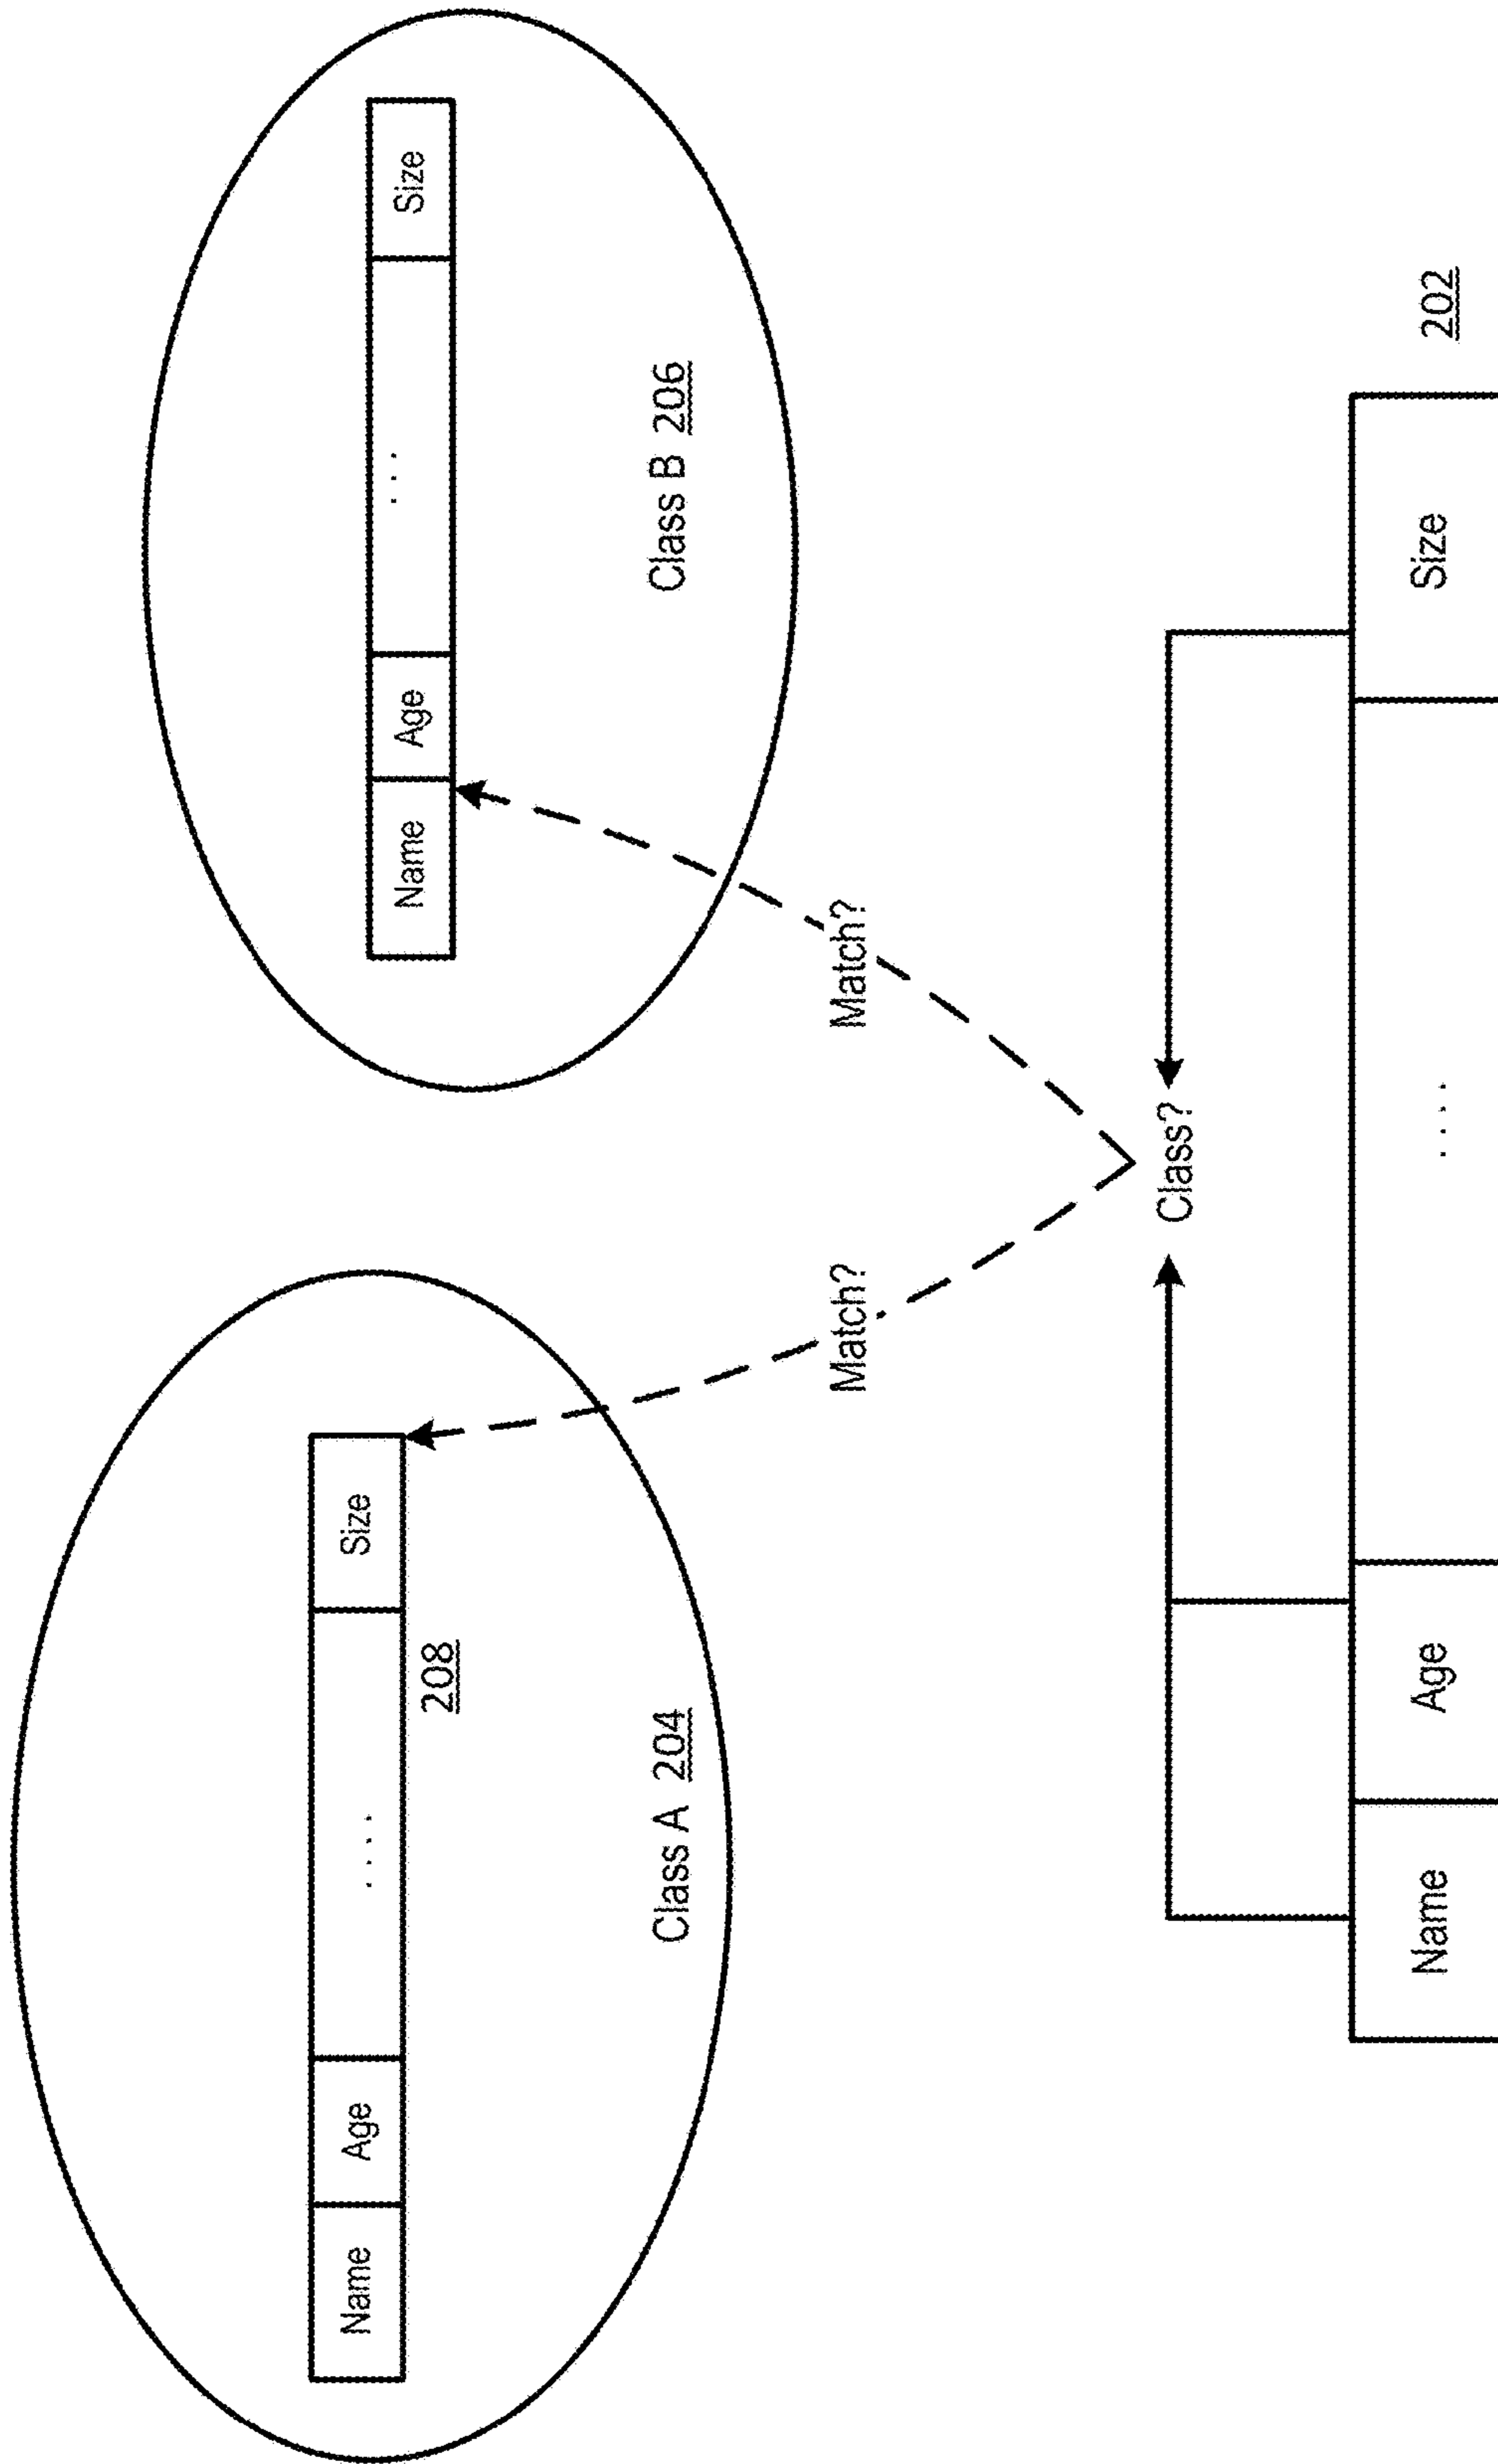 Name Age .... Size
208
Class A 204
Name Age ... Size
Class B 206
Match? Match?
Class?
202
Name Age .... Size